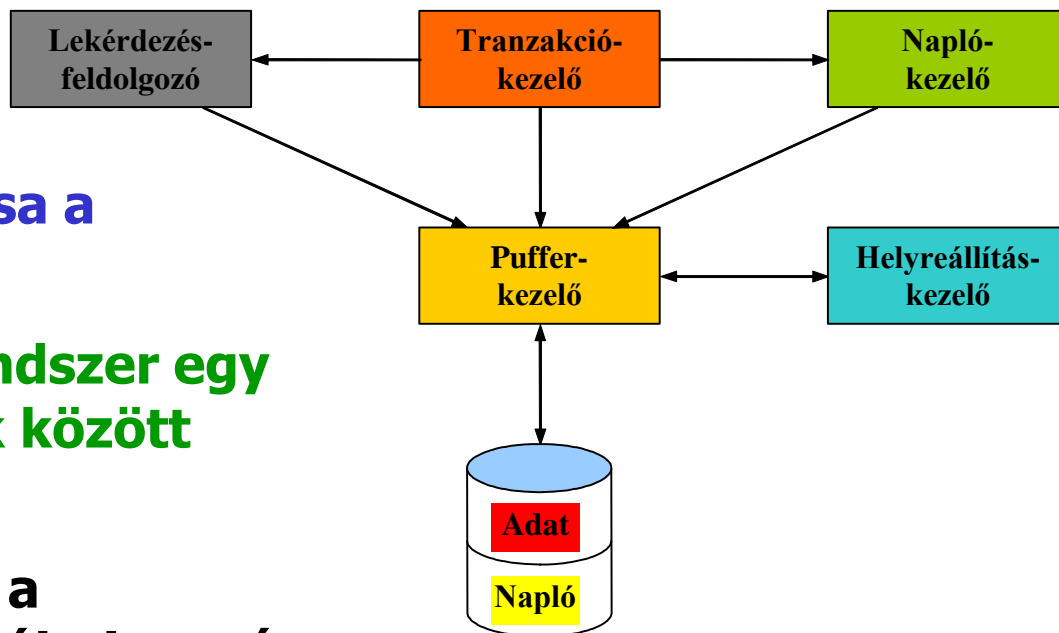 Lekérdezés-
feldolgozó
Tranzakció-
kezelő
Napló-
kezelő
sa a
Puffer-
kezelő
Helyreállítás-
kezelő
ndszer egy
között
Adat
a
Napló